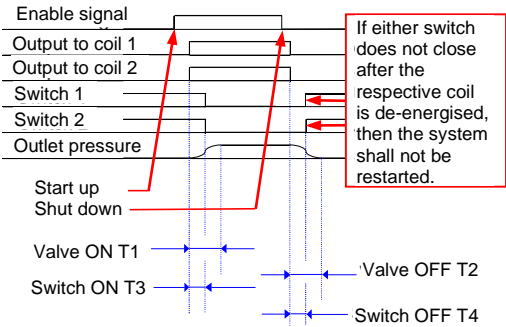 Enable signal
Output to coil 1
Output to coil 2
Switch 1
Switch 2
Outlet pressure
If either switch
does not close
after the
respective coil
is de-energised,
then the system
shall not be
restarted.
Start up
Shut down
Valve ON T1
Switch ON T3
Valve OFF T2
Switch OFF T4